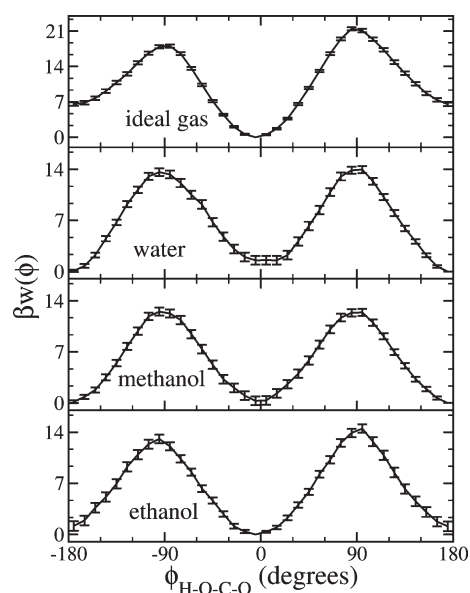 21
14
7
0
ideal gas
14
7
0
water
βw(ϕ)
14
7
0
methanol
14
7
0
ethanol
-180 -90 0 90 180
ϕH-O-C-O (degrees)